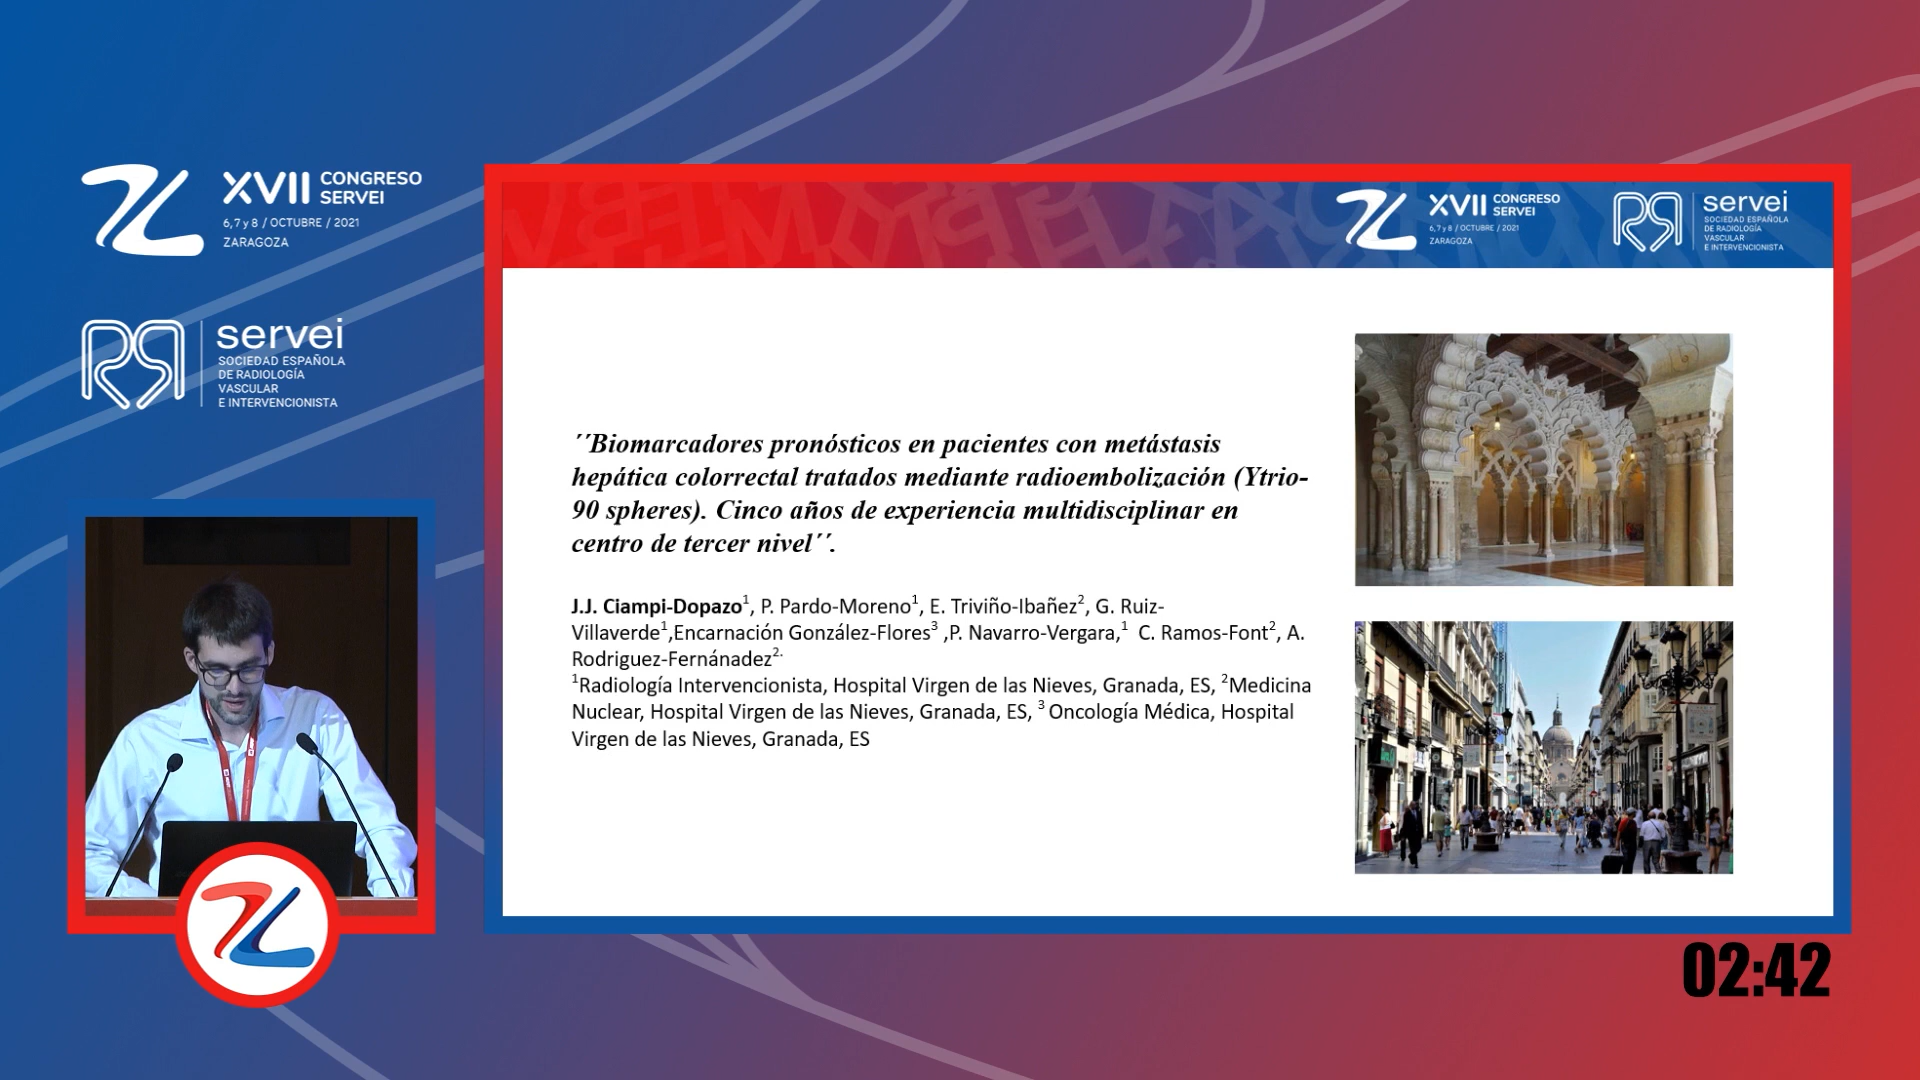 XVII CONGRESO
SERVEI
6,7 y 8 / OCTUBRE / 2021
ZARAGOZA
servei
SOCIEDAD ESPAÑOLA
DE RADIOLOGÍA
VASCULAR
E INTERVENCIONISTA
XVII CONGRESO
SERVEI
6,7 y 8 / OCTUBRE / 2021
ZARAGOZA
servei
SOCIEDAD ESPAÑOLA
DE RADIOLOGÍA
VASCULAR
E INTERVENCIONISTA
´´Biomarcadores pronósticos en pacientes con metástasis
hepática colorrectal tratados mediante radioembolización (Ytrio-
90 spheres). Cinco años de experiencia multidisciplinar en
centro de tercer nivel´´.
J.J. Ciampi-Dopazo1, P. Pardo-Moreno1, E. Triviño-Ibañez2, G. Ruiz-
Villaverde1,Encarnación González-Flores3 ,P. Navarro-Vergara,1 C. Ramos-Font2, A.
Rodriguez-Fernánadez2.
1Radiología Intervencionista, Hospital Virgen de las Nieves, Granada, ES, 2Medicina
Nuclear, Hospital Virgen de las Nieves, Granada, ES, 3 Oncología Médica, Hospital
Virgen de las Nieves, Granada, ES
02:42